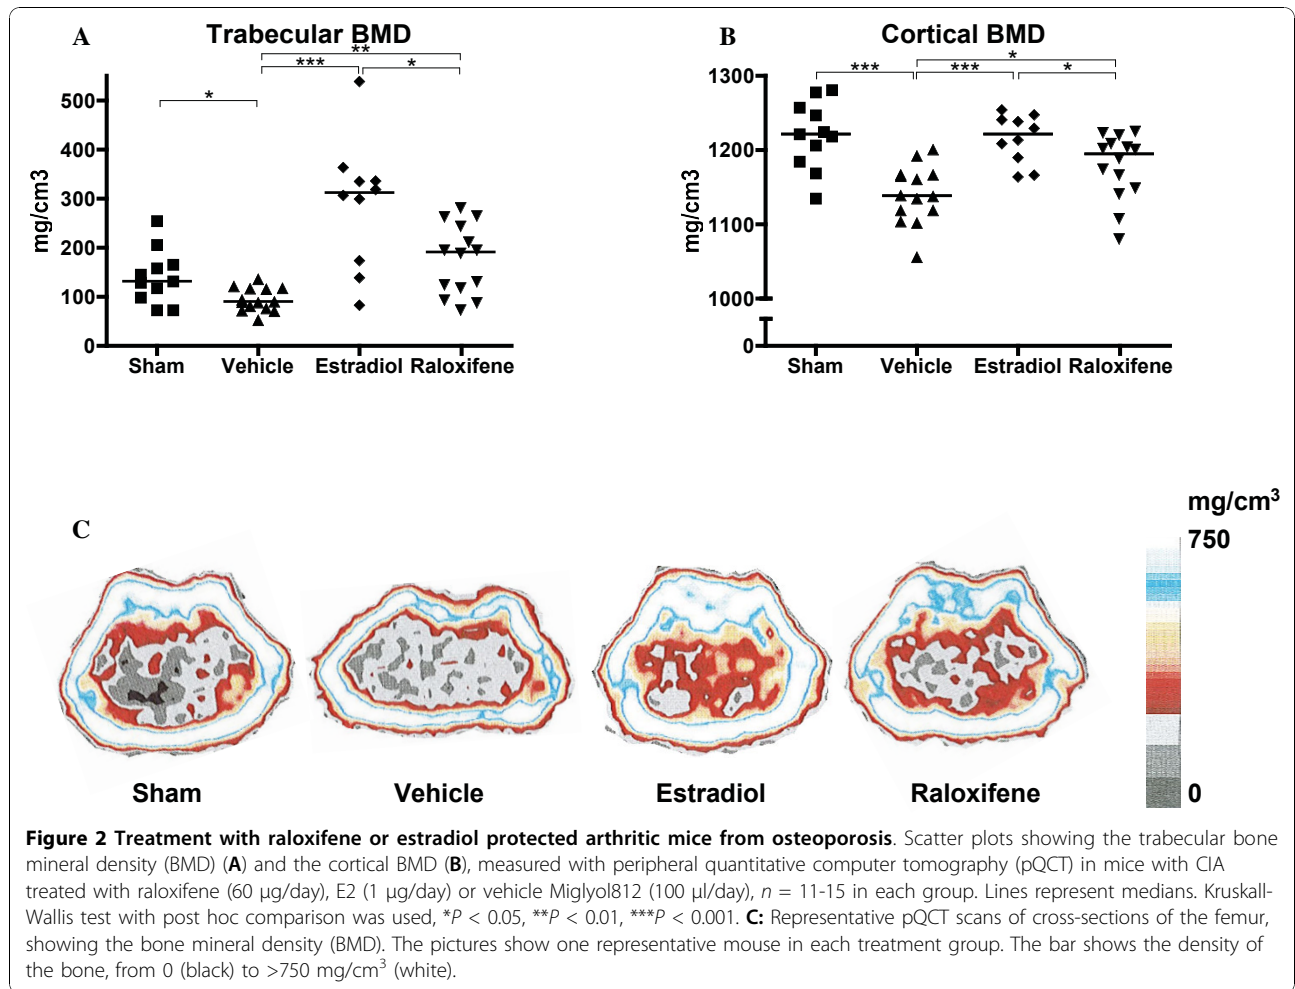 A
Trabecular BMD
**
***
*
*
500
400
300
200
100
0
mg/cm3
Sham Vehicle Estradiol Raloxifene
B
Cortical BMD
*
***
***
*
1300
1200
1100
1000
0
mg/cm3
Sham Vehicle Estradiol Raloxifene
C
mg/cm³
750
0
Sham Vehicle Estradiol Raloxifene
Figure 2 Treatment with raloxifene or estradiol protected arthritic mice from osteoporosis. Scatter plots showing the trabecular bone
mineral density (BMD) (A) and the cortical BMD (B), measured with peripheral quantitative computer tomography (pQCT) in mice with CIA
treated with raloxifene (60 μg/day), E2 (1 μg/day) or vehicle Miglyol812 (100 μl/day), n = 11-15 in each group. Lines represent medians. Kruskall-
Wallis test with post hoc comparison was used, *P < 0.05, **P < 0.01, ***P < 0.001. C: Representative pQCT scans of cross-sections of the femur,
showing the bone mineral density (BMD). The pictures show one representative mouse in each treatment group. The bar shows the density of
the bone, from 0 (black) to >750 mg/cm³ (white).